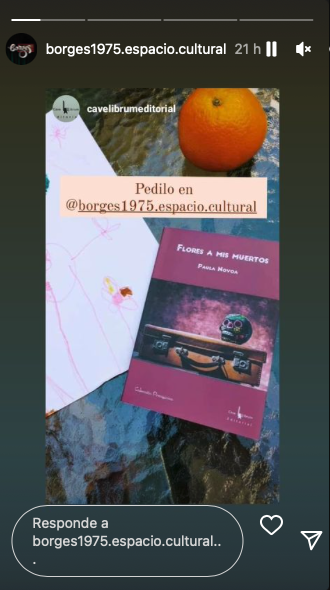 borges1975.espacio.cultural 21 h
cavelibrumeditorial
Pedilo en
@borges1975.espacio.cultural
FLORES A MIS MUERTOS
PAULA NOVOA
Responde a
borges1975.espacio.cultural..
.